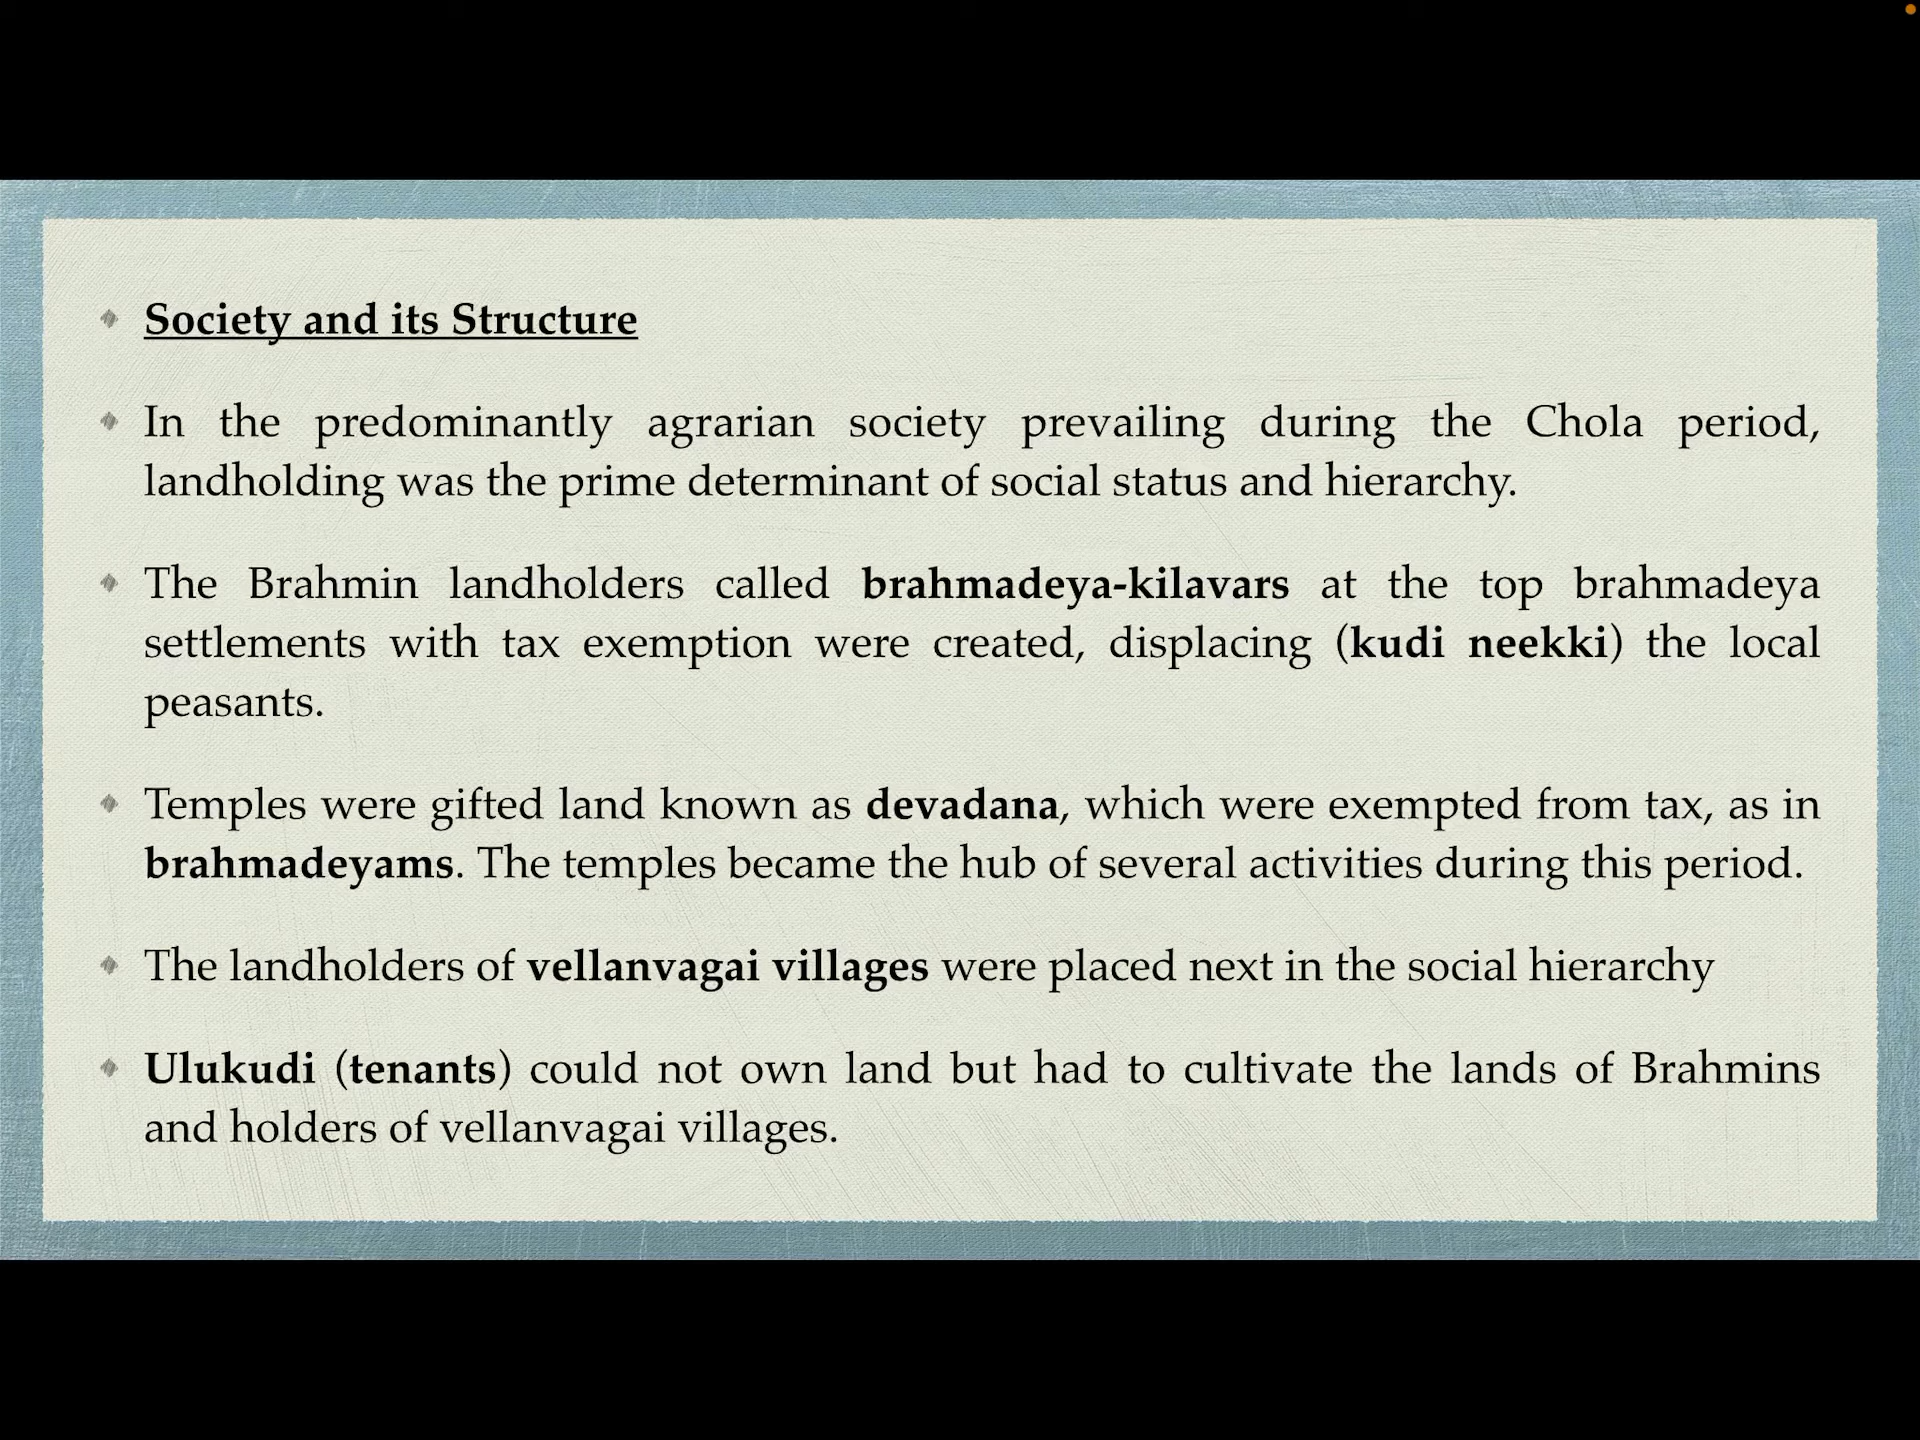 Society and its Structure
In the predominantly agrarian society prevailing during the Chola period,
landholding was the prime determinant of social status and hierarchy.
The Brahmin landholders called brahmadeya-kilavars at the top brahmadeya
settlements with tax exemption were created, displacing (kudi neekki) the local
peasants.
Temples were gifted land known as devadana, which were exempted from tax, as in
brahmadeyams. The temples became the hub of several activities during this period.
The landholders of vellanvagai villages were placed next in the social hierarchy
Ulukudi (tenants) could not own land but had to cultivate the lands of Brahmins
and holders of vellanvagai villages.